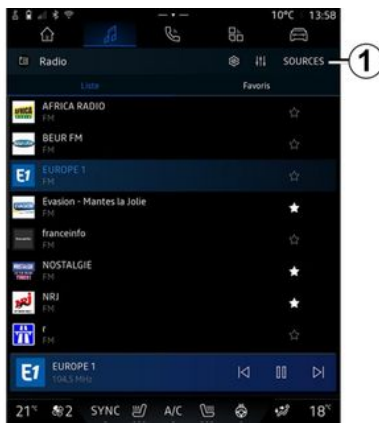 10°C 13:58
Radio SOURCES
1
Liste Favoris
AFRICA RADIO
FM
BEUR FM
FM
E1 EUROPE 1
FM
Evasion - Mantes la Jolie
FM
franceinfo
FM
NOSTALGIE
FM
NRJ
FM
r
FM
E1 EUROPE 1
104,5 MHz
21°C 2 SYNC A/C 18°C